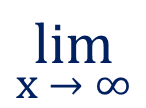 lim
x → ∞